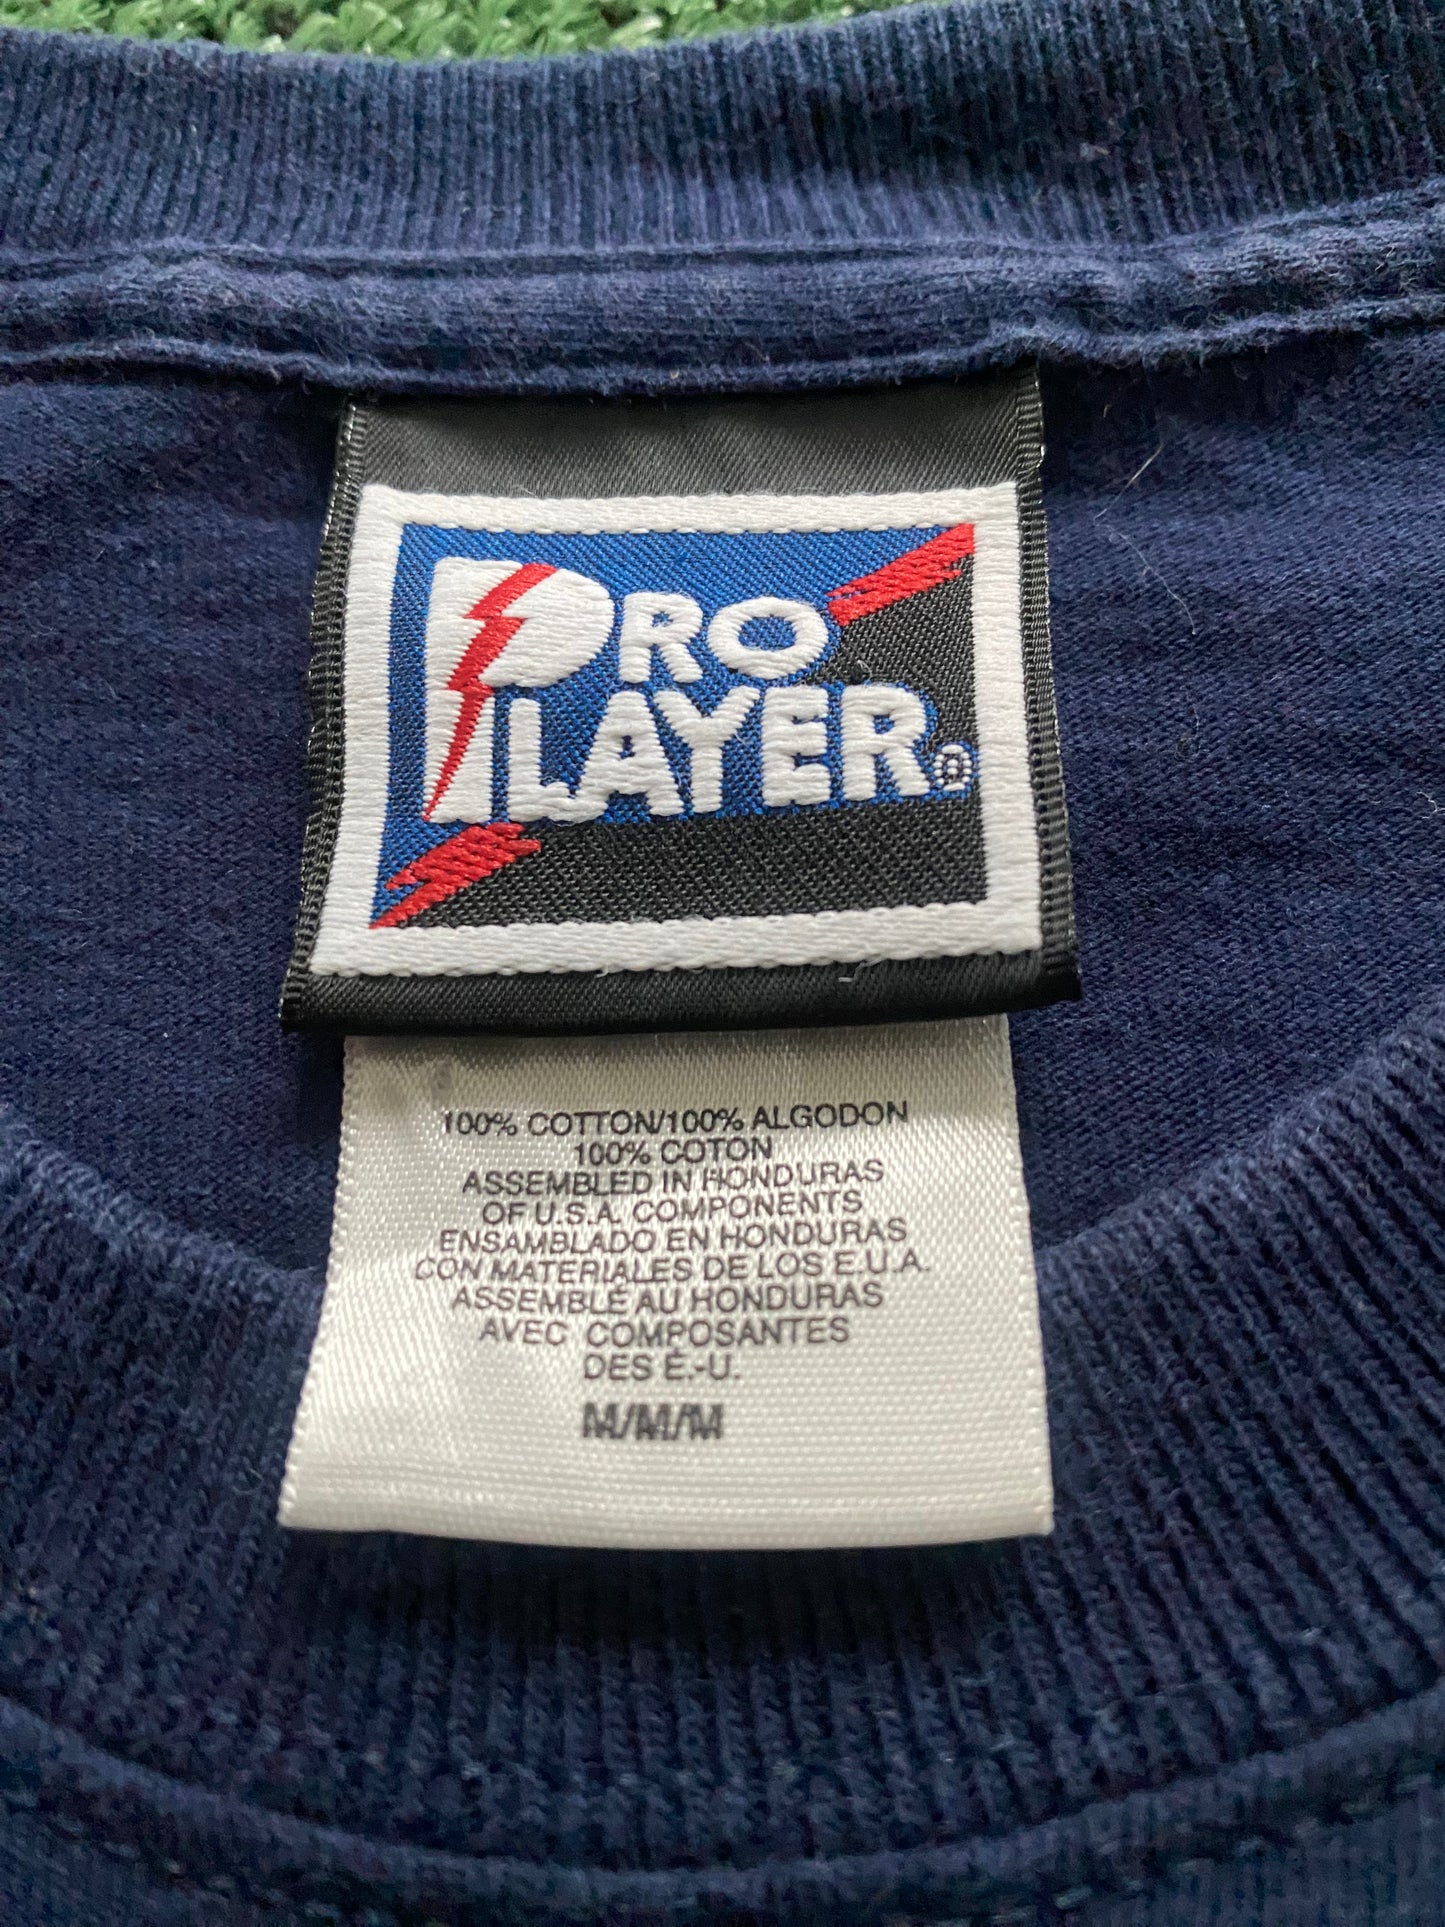 PRO
PLAYER®
100% COTTON/100% ALGODON
100% COTON
ASSEMBLED IN HONDURAS
OF U.S.A. COMPONENTS
ENSAMBLADO EN HONDURAS
CON MATERIALES DE LOS E.U.A.
ASSEMBLÉ AU HONDURAS
AVEC COMPOSANTES
DES É.-U.
M/M/M